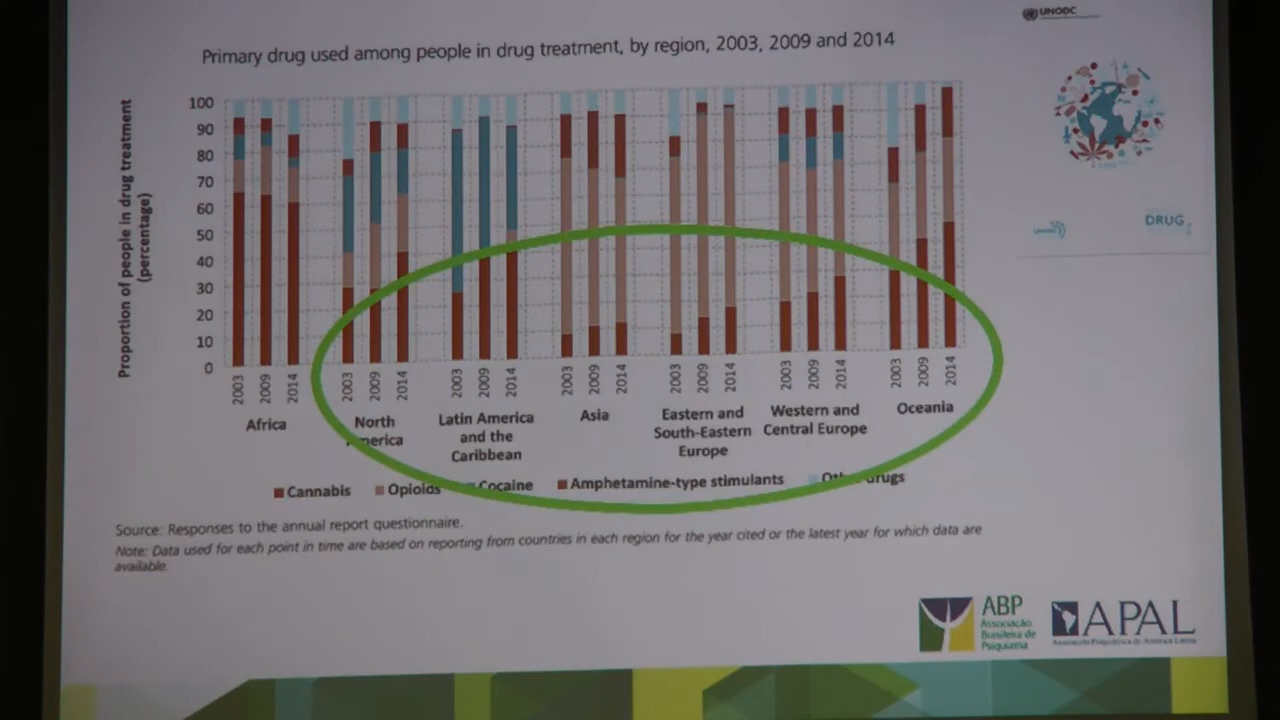 UNODC
Primary drug used among people in drug treatment, by region, 2003, 2009 and 2014
Proportion of people in drug treatment
(percentage)
100
90
80
70
60
50
40
30
20
10
0
2003 2009 2014 2003 2009 2014 2003 2009 2014 2003 2009 2014 2003 2009 2014 2003 2009 2014 2003 2009 2014
Africa
North
America
Latin America
and the
Caribbean
Asia
Eastern and
South-Eastern
Europe
Western and
Central Europe
Oceania
Cannabis Opioids Cocaine Amphetamine-type stimulants Other drugs
Source: Responses to the annual report questionnaire.
Note: Data used for each point in time are based on reporting from countries in each region for the year cited or the latest year for which data are
available.
UNODC
DRUG
ABP
Associação
Brasileira de
Psiquiatria
APAL
Asociación Psiquiátrica de América Latina